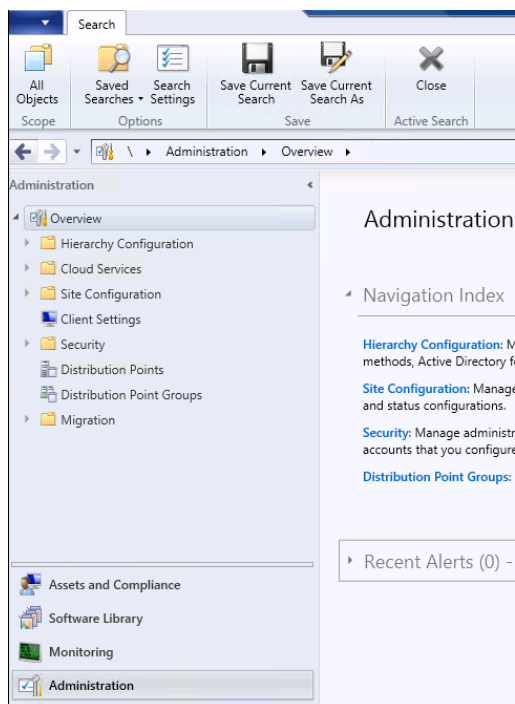 Search
All Objects
Saved Searches
Search Settings
Save Current Search
Save Current Search As
Close
Scope
Options
Save
Active Search
\ Administration Overview
Administration
Overview
Hierarchy Configuration
Cloud Services
Site Configuration
Client Settings
Security
Distribution Points
Distribution Point Groups
Migration
Assets and Compliance
Software Library
Monitoring
Administration
Administration
Navigation Index
Hierarchy Configuration: M
methods, Active Directory f
Site Configuration: Manage
and status configurations.
Security: Manage administr
accounts that you configure
Distribution Point Groups:
Recent Alerts (0) -